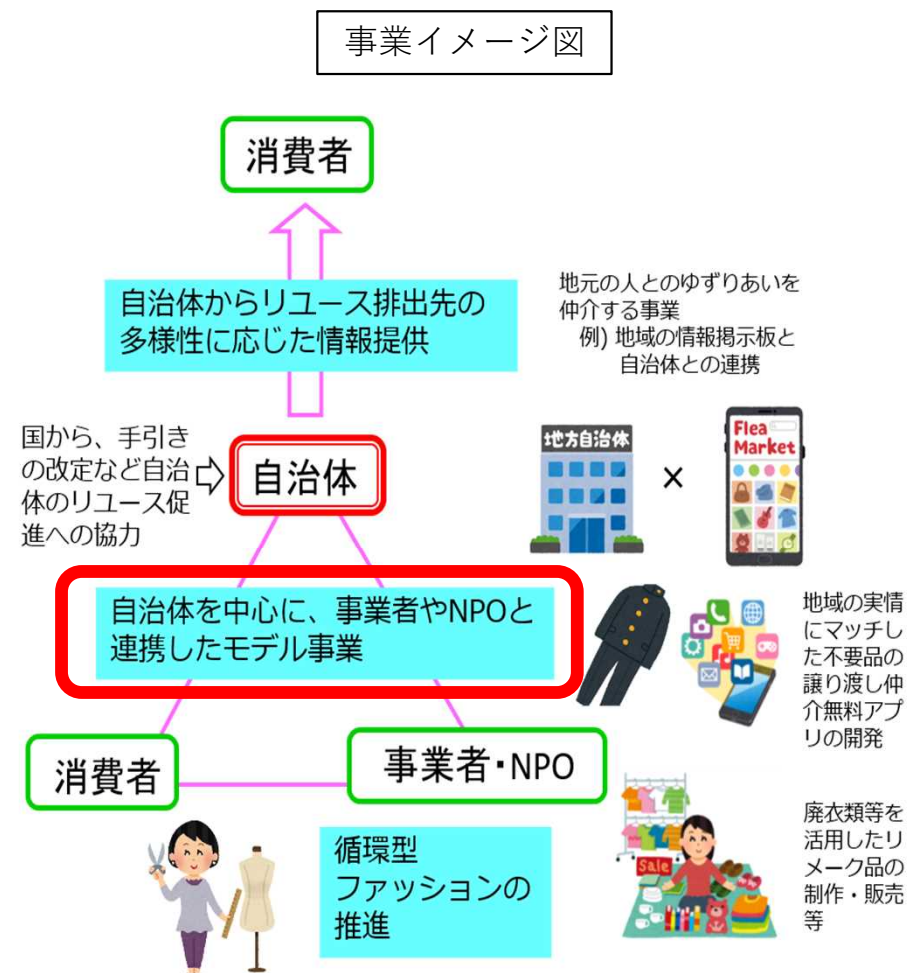 事業イメージ図
消費者
自治体からリユース排出先の
多様性に応じた情報提供
地元の人とのゆずりあいを
仲介する事業
例) 地域の情報掲示板と
自治体との連携
国から、手引き
の改定など自治
体のリユース促
進への協力
自治体
地方自治体
×
Flea
Market
自治体を中心に、事業者やNPOと
連携したモデル事業
地域の実情
にマッチし
た不要品の
譲り渡し仲
介無料アプ
リの開発
消費者
事業者・NPO
循環型
ファッションの
推進
Sale
廃衣類等を
活用したリ
メーク品の
制作・販売
等